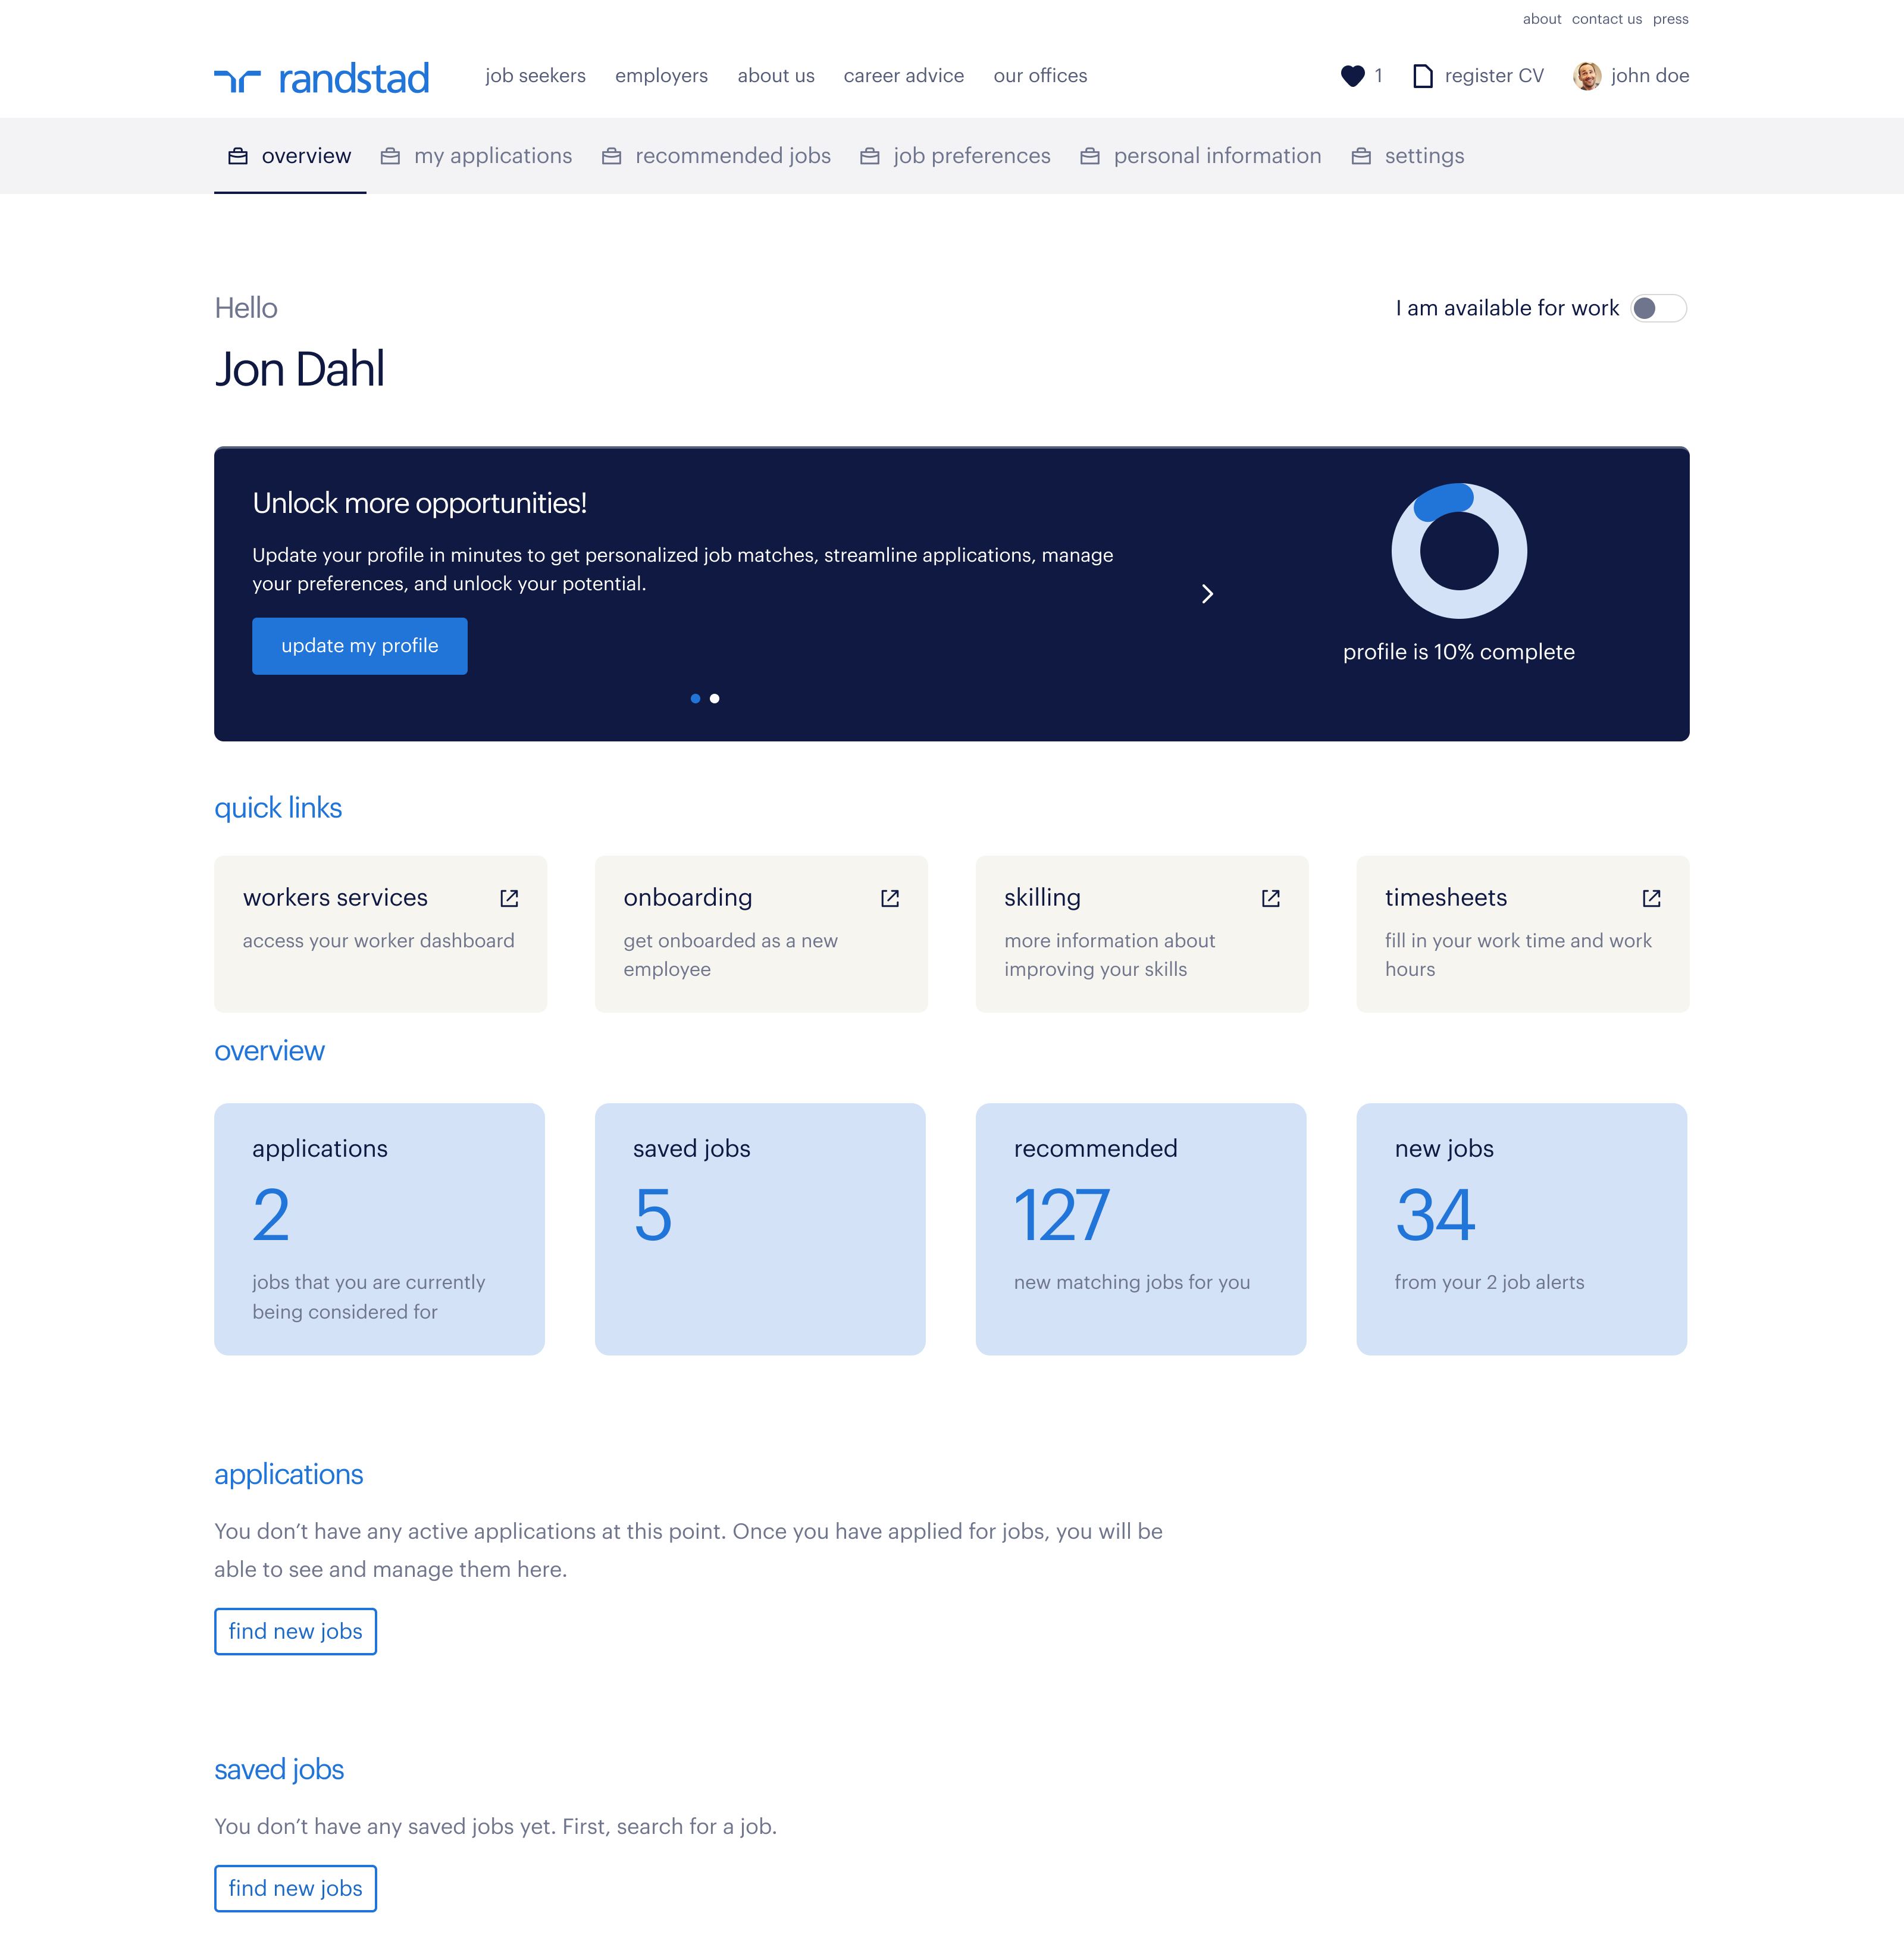 about contact us press
randstad job seekers employers about us career advice our offices 1 register CV john doe
overview my applications recommended jobs job preferences personal information settings
Hello
I am available for work
Jon Dahl
Unlock more opportunities!
Update your profile in minutes to get personalized job matches, streamline applications, manage
your preferences, and unlock your potential.
update my profile
profile is 10% complete
quick links
workers services
access your worker dashboard
onboarding
get onboarded as a new
employee
skilling
more information about
improving your skills
timesheets
fill in your work time and work
hours
overview
applications
2
jobs that you are currently
being considered for
saved jobs
5
recommended
127
new matching jobs for you
new jobs
34
from your 2 job alerts
applications
You don’t have any active applications at this point. Once you have applied for jobs, you will be
able to see and manage them here.
find new jobs
saved jobs
You don’t have any saved jobs yet. First, search for a job.
find new jobs